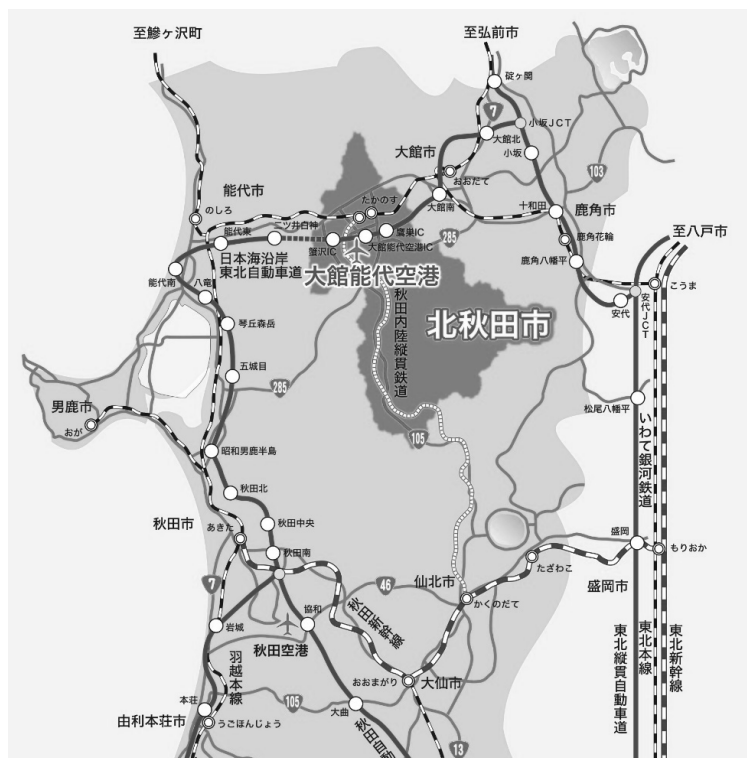 至鰺ヶ沢町
至弘前市
碇ヶ関
7
小坂JCT
大館北
小坂
大館市
おおだて
103
能代市
たかのす
のしろ
大館南
十和田
鹿角市
能代東
二ツ井白神
鷹巣IC
285
鹿角花輪
至八戸市
蟹沢IC
大館能代空港IC
鹿角八幡平
日本海沿岸
東北自動車道
大館能代空港
能代南
八竜
こうま
安代
安代JCT
秋田内陸縦貫鉄道
北秋田市
琴丘森岳
五城目
285
松尾八幡平
男鹿市
おが
105
いわて銀河鉄道
昭和男鹿半島
秋田北
秋田市
あきた
秋田中央
秋田南
盛岡
もりおか
たざわこ
7
46
仙北市
盛岡市
かくのだて
秋田新幹線
協和
岩城
秋田空港
羽越本線
東北縦貫自動車道
東北本線
東北新幹線
おおまがり
大仙市
本荘
105
大曲
由利本荘市
うごほんじょう
秋田自動
13